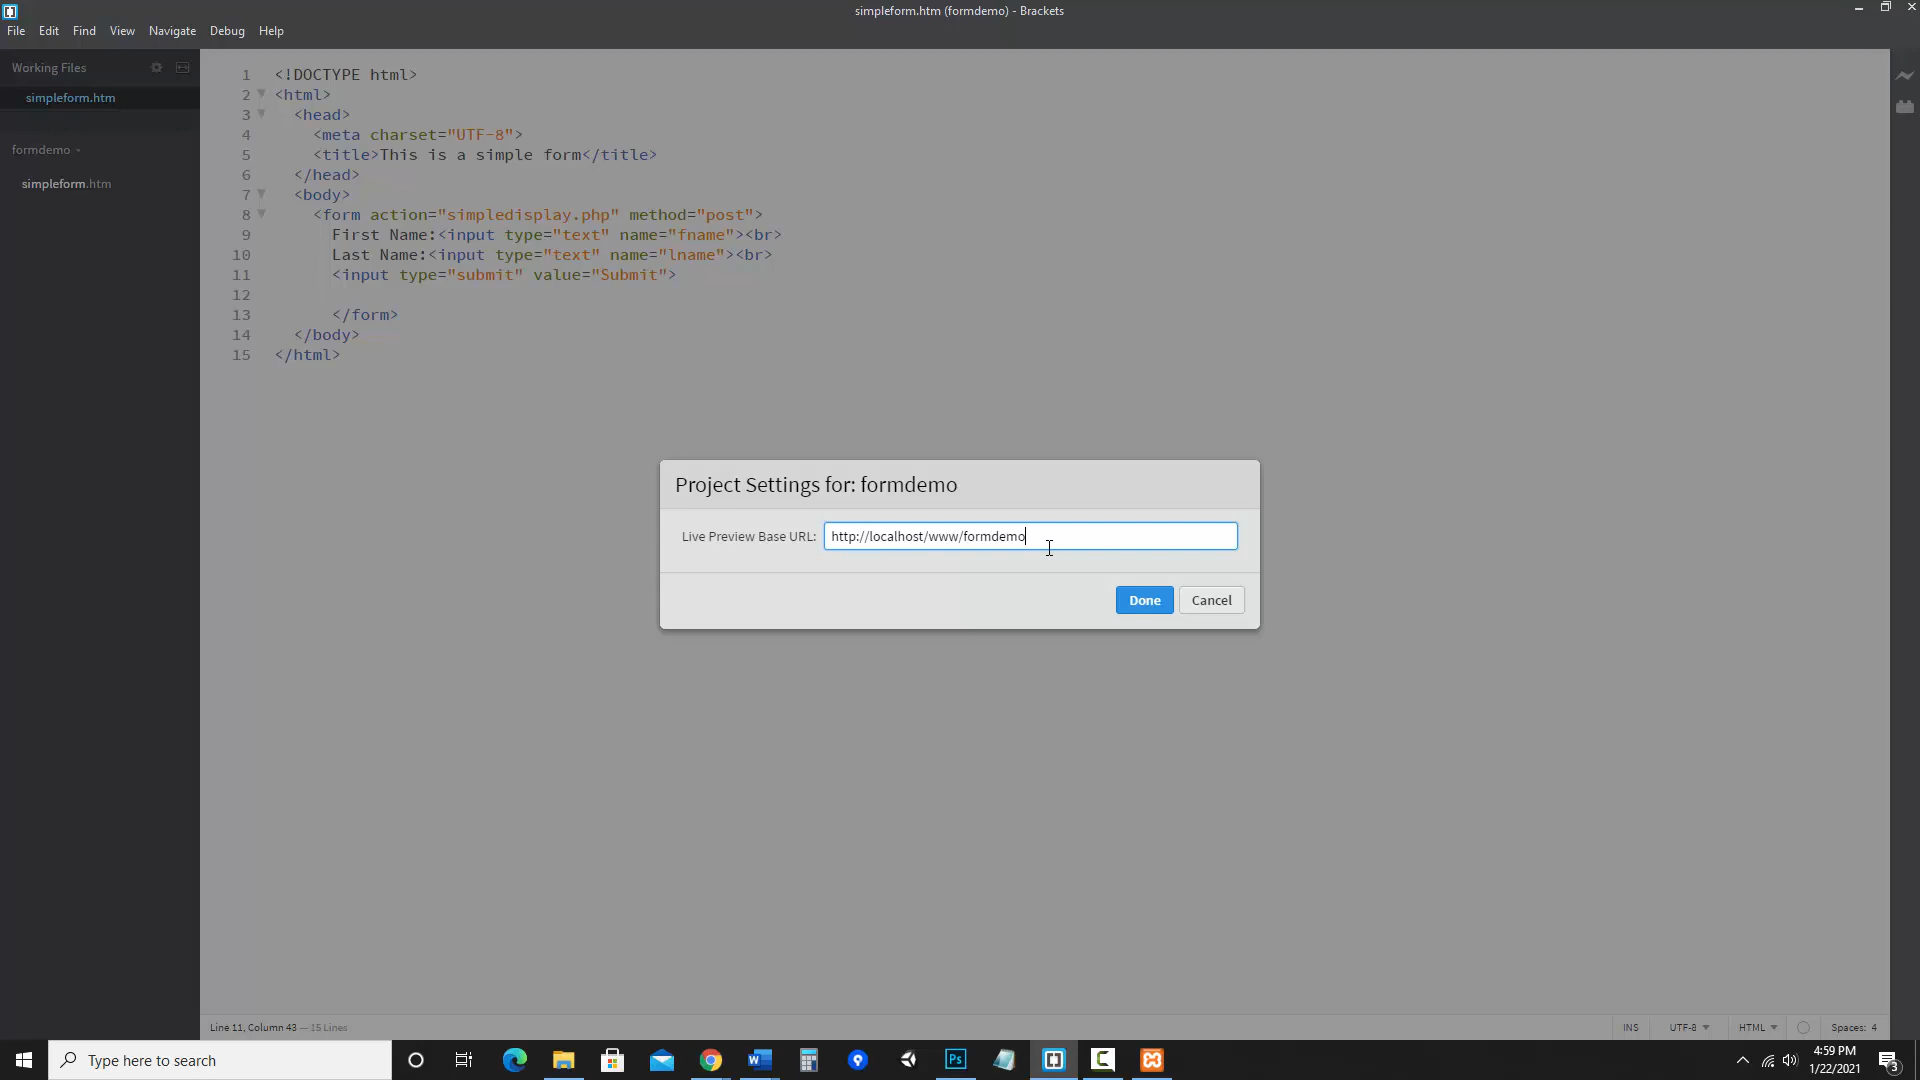 simpleform.htm (formdemo) - Brackets
File Edit Find View Navigate Debug Help
Working Files
simpleform.htm
formdemo
simpleform.htm
1 <!DOCTYPE html>
2 <html>
3 <head>
4 <meta charset="UTF-8">
5 <title>This is a simple form</title>
6 </head>
7 <body>
8 <form action="simpledisplay.php" method="post">
9 First Name:<input type="text" name="fname"><br>
10 Last Name:<input type="text" name="lname"><br>
11 <input type="submit" value="Submit">
12
13 </form>
14 </body>
15 </html>
Project Settings for: formdemo
Live Preview Base URL: http://localhost/www/formdemo
Done Cancel
Line 11, Column 43 — 15 Lines
INS UTF-8 HTML Spaces: 4
Type here to search
W
Ps
4:59 PM
1/22/2021
3